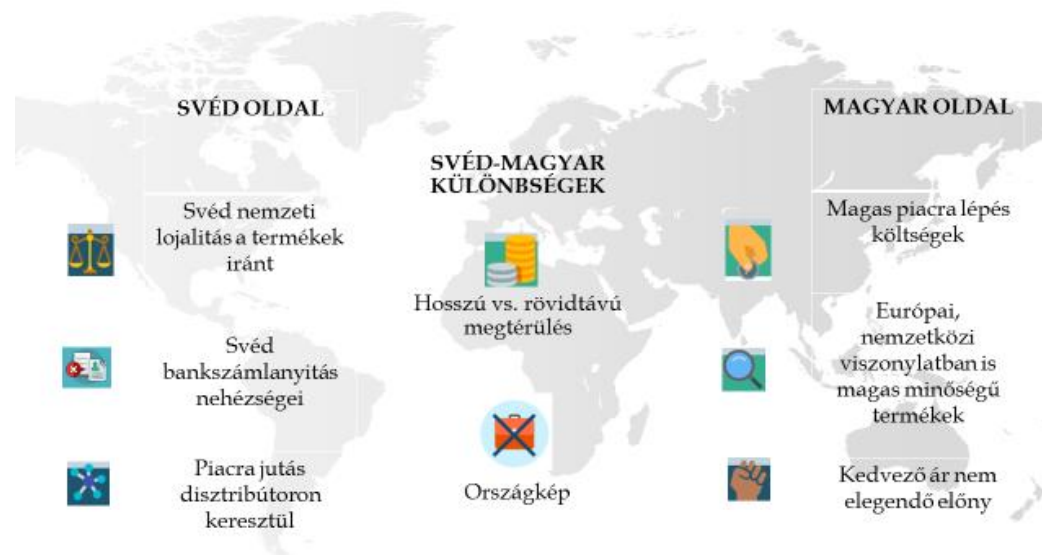 SVÉD OLDAL
Svéd nemzeti
lojalitás a termékek
iránt
Svéd
bankszámlanyitás
nehézségei
Piacra jutás
disztribútoron
keresztül
SVÉD-MAGYAR
KÜLÖNBSÉGEK
Hosszú vs. rövidtávú
megtérülés
Országkép
MAGYAR OLDAL
Magas piacra lépés
költségek
Európai,
nemzetközi
viszonylatban is
magas minőségű
termékek
Kedvező ár nem
elegendő előny